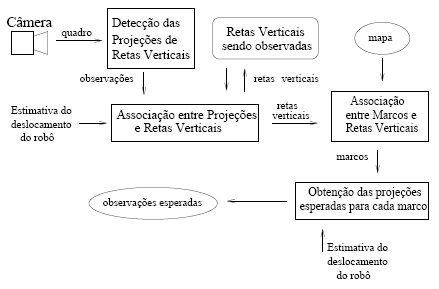 Câmera
quadro
Detecção das
Projeções de
Retas Verticais
Retas Verticais
sendo observadas
mapa
observações
retas verticais
Estimativa do
deslocamento
do robô
Associação entre Projeções
e Retas Verticais
retas
verticais
Associação
entre Marcos e
Retas Verticais
marcos
Obtenção das projeções
esperadas para cada marco
observações esperadas
Estimativa do
deslocamento
do robô